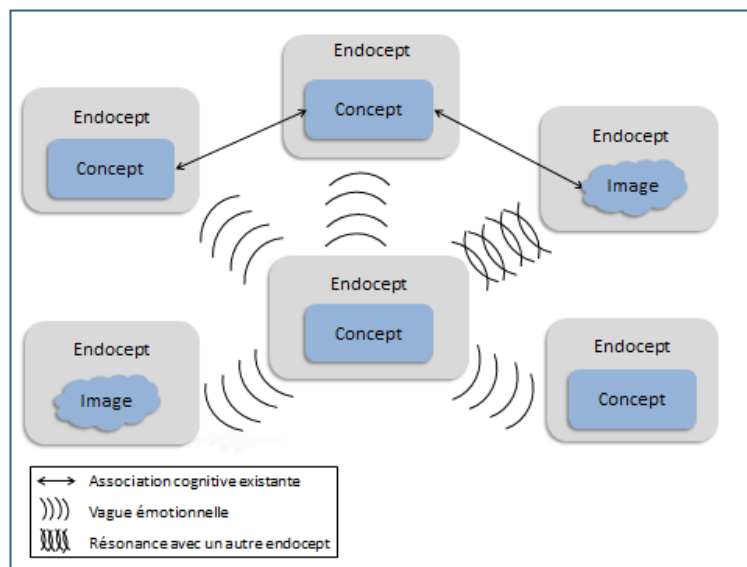 Endocept
Concept
Endocept
Concept
Endocept
Image
Endocept
Concept
Endocept
Image
Endocept
Concept
Association cognitive existante
Vague émotionnelle
Résonance avec un autre endocept